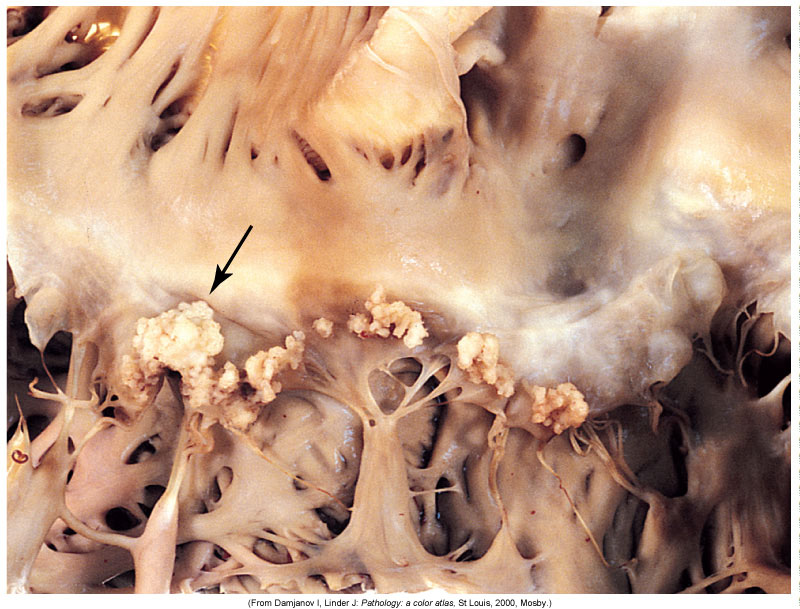 (From Damjanov I, Linder J: Pathology: a color atlas, St Louis, 2000, Mosby.)